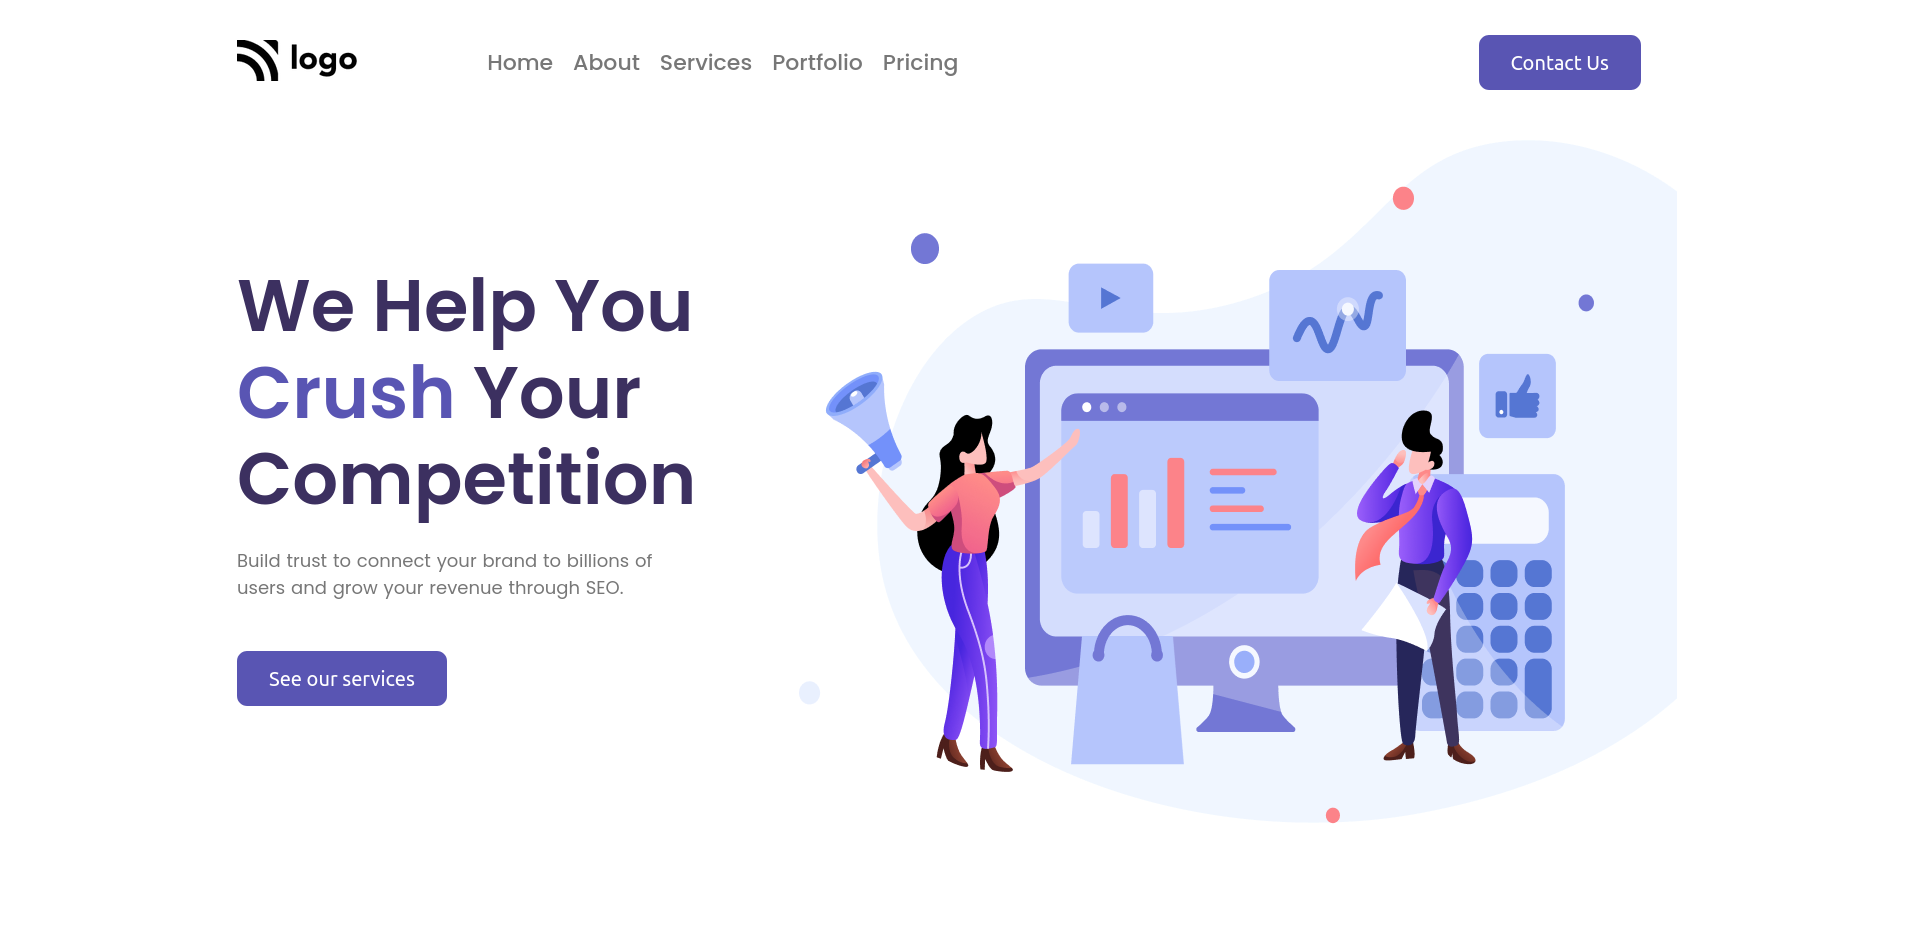 logo
Home About Services Portfolio Pricing
Contact Us
We Help You
Crush Your
Competition
Build trust to connect your brand to billions of
users and grow your revenue through SEO.
See our services